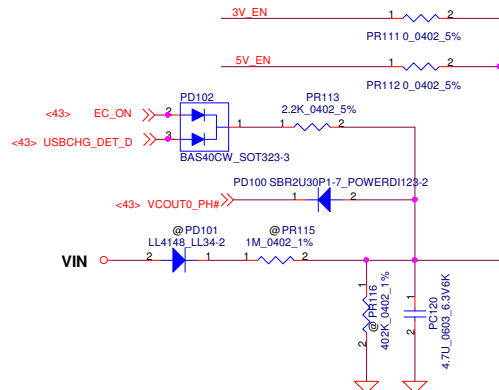 3V_EN
1 2
PR111 0_0402_5%
5V_EN
1 2
PR112 0_0402_5%
PD102
<43> EC_ON 2
<43> USBCHG_DET_D 3
1
BAS40CW_SOT323-3
PR113
2.2K_0402_5%
1 2
PD100 SBR2U30P1-7_POWERDI123-2
<43> VCOUT0_PH# 1 2
@PD101
LL4148_LL34-2
@PR115
1M_0402_1%
VIN 2 1 1 2
1
2
@PR116
402K_0402_1%
1
2
PC120
4.7U_0603_6.3V6K